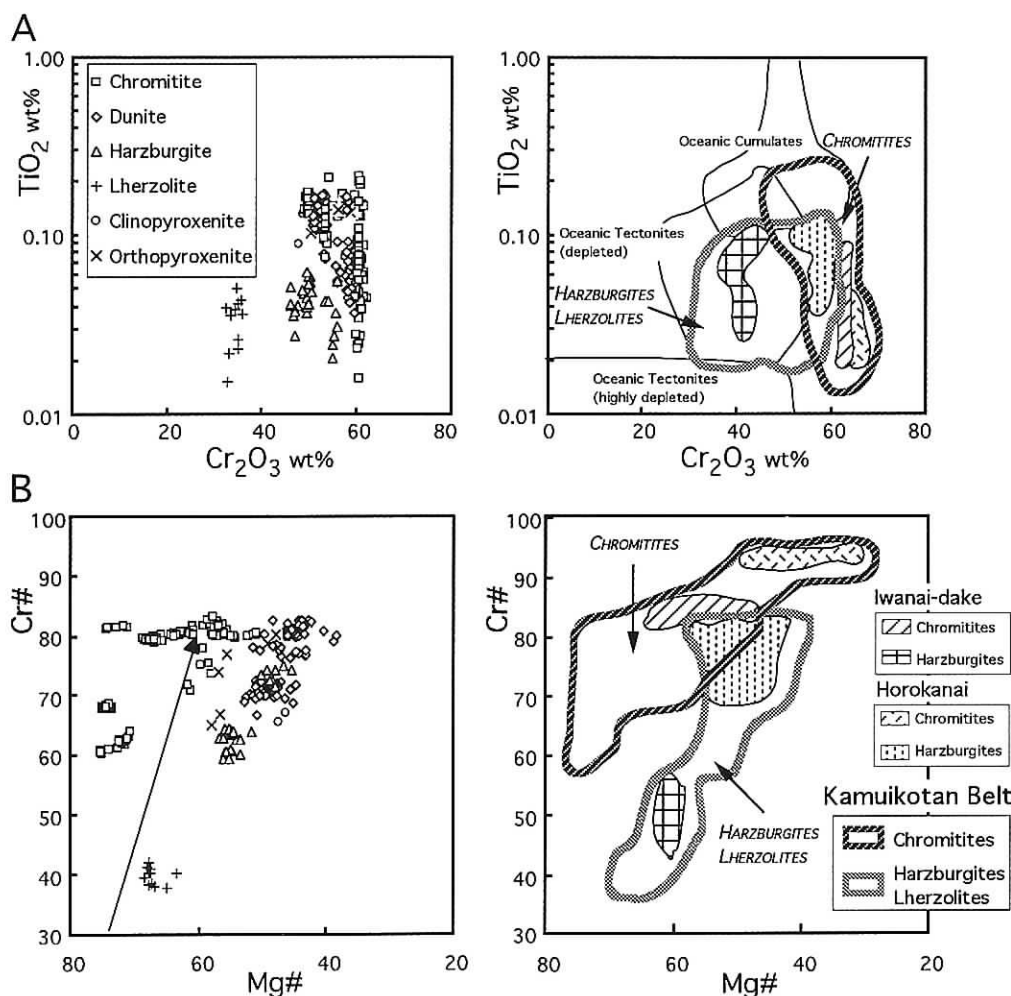 A
TiO2 wt%
1.00
0.10
0.01
Chromitite
Dunite
Harzburgite
Lherzolite
Clinopyroxenite
Orthopyroxenite
0 20 40 60 80
Cr2O3 wt%
TiO2 wt%
1.00
0.10
0.01
Oceanic Cumulates
CHROMITITES
Oceanic Tectonites
(depleted)
HARZBURGITES
LHERZOLITES
Oceanic Tectonites
(highly depleted)
0 20 40 60 80
Cr2O3 wt%
B
Cr#
100
90
80
70
60
50
40
30
80 60 40 20
Mg#
Cr#
100
90
80
70
60
50
40
30
CHROMITITES
HARZBURGITES
LHERZOLITES
80 60 40 20
Mg#
Iwanai-dake
Chromitites
Harzburgites
Horokanai
Chromitites
Harzburgites
Kamuikotan Belt
Chromitites
Harzburgites
Lherzolites